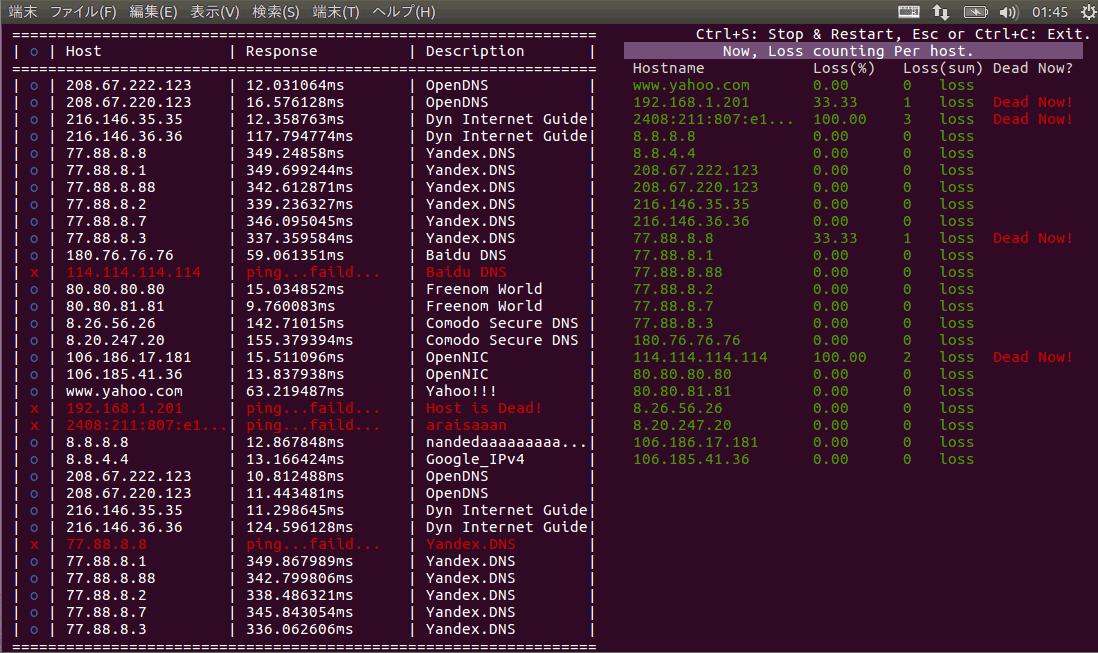 端末 ファイル(F) 編集(E) 表示(V) 検索(S) 端末(T) ヘルプ(H) 01:45
Ctrl+S: Stop & Restart, Esc or Ctrl+C: Exit.
=================================================================
| o | Host | Response | Description |
=================================================================
| o | 208.67.222.123 | 12.031064ms | OpenDNS |
| o | 208.67.220.123 | 16.576128ms | OpenDNS |
| o | 216.146.35.35 | 12.358763ms | Dyn Internet Guide|
| o | 216.146.36.36 | 117.794774ms | Dyn Internet Guide|
| o | 77.88.8.8 | 349.24858ms | Yandex.DNS |
| o | 77.88.8.1 | 349.699244ms | Yandex.DNS |
| o | 77.88.8.88 | 342.612871ms | Yandex.DNS |
| o | 77.88.8.2 | 339.236327ms | Yandex.DNS |
| o | 77.88.8.7 | 346.095045ms | Yandex.DNS |
| o | 77.88.8.3 | 337.359584ms | Yandex.DNS |
| o | 180.76.76.76 | 59.061351ms | Baidu DNS |
| x | 114.114.114.114 | ping...faild... | Baidu DNS |
| o | 80.80.80.80 | 15.034852ms | Freenom World |
| o | 80.80.81.81 | 9.760083ms | Freenom World |
| o | 8.26.56.26 | 142.71015ms | Comodo Secure DNS |
| o | 8.20.247.20 | 155.379394ms | Comodo Secure DNS |
| o | 106.186.17.181 | 15.511096ms | OpenNIC |
| o | 106.185.41.36 | 13.837938ms | OpenNIC |
| o | www.yahoo.com | 63.219487ms | Yahoo!!! |
| x | 192.168.1.201 | ping...faild... | Host is Dead! |
| x | 2408:211:807:e1...| ping...faild... | araisaaan |
| o | 8.8.8.8 | 12.867848ms | nandedaaaaaaaaa...|
| o | 8.8.4.4 | 13.166424ms | Google_IPv4 |
| o | 208.67.222.123 | 10.812488ms | OpenDNS |
| o | 208.67.220.123 | 11.443481ms | OpenDNS |
| o | 216.146.35.35 | 11.298645ms | Dyn Internet Guide|
| o | 216.146.36.36 | 124.596128ms | Dyn Internet Guide|
| x | 77.88.8.8 | ping...faild... | Yandex.DNS |
| o | 77.88.8.1 | 349.867989ms | Yandex.DNS |
| o | 77.88.8.88 | 342.799806ms | Yandex.DNS |
| o | 77.88.8.2 | 338.486321ms | Yandex.DNS |
| o | 77.88.8.7 | 345.843054ms | Yandex.DNS |
| o | 77.88.8.3 | 336.062606ms | Yandex.DNS |
=================================================================
Now, Loss counting Per host.
Hostname Loss(%) Loss(sum) Dead Now?
www.yahoo.com 0.00 0 loss
192.168.1.201 33.33 1 loss Dead Now!
2408:211:807:e1... 100.00 3 loss Dead Now!
8.8.8.8 0.00 0 loss
8.8.4.4 0.00 0 loss
208.67.222.123 0.00 0 loss
208.67.220.123 0.00 0 loss
216.146.35.35 0.00 0 loss
216.146.36.36 0.00 0 loss
77.88.8.8 33.33 1 loss Dead Now!
77.88.8.1 0.00 0 loss
77.88.8.88 0.00 0 loss
77.88.8.2 0.00 0 loss
77.88.8.7 0.00 0 loss
77.88.8.3 0.00 0 loss
180.76.76.76 0.00 0 loss
114.114.114.114 100.00 2 loss Dead Now!
80.80.80.80 0.00 0 loss
80.80.81.81 0.00 0 loss
8.26.56.26 0.00 0 loss
8.20.247.20 0.00 0 loss
106.186.17.181 0.00 0 loss
106.185.41.36 0.00 0 loss